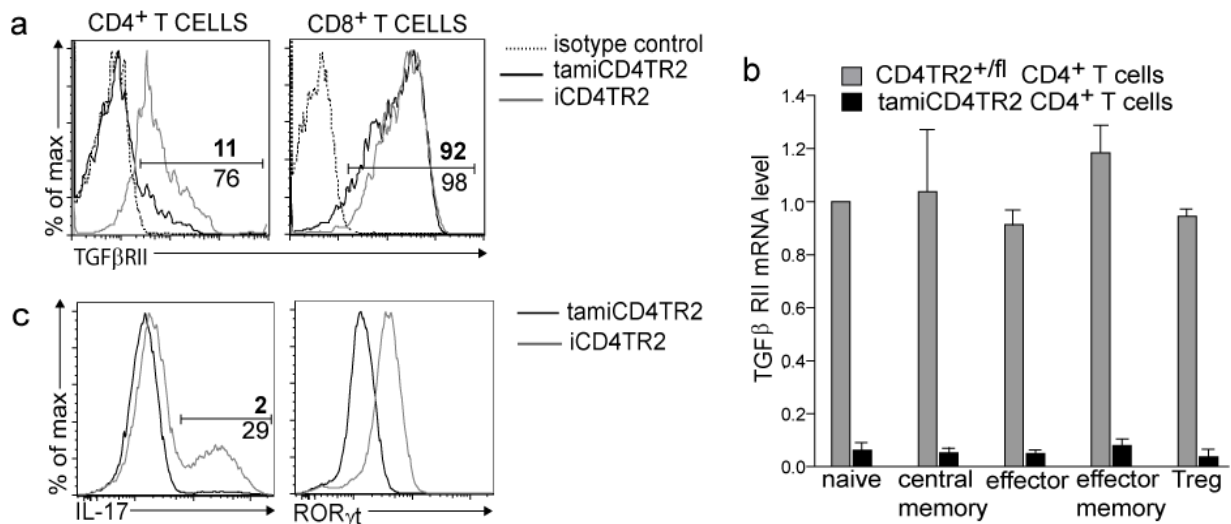 a
CD4+ T CELLS
CD8+ T CELLS
% of max
11
76
92
98
TGFβRII
isotype control
tamiCD4TR2
iCD4TR2
b
CD4TR2+/fl CD4+ T cells
tamiCD4TR2 CD4+ T cells
TGFβ RII mRNA level
1.4
1.2
1.0
0.8
0.6
0.4
0.2
0.0
naive
central memory
effector
effector memory
Treg
c
% of max
2
29
IL-17
RORγt
tamiCD4TR2
iCD4TR2